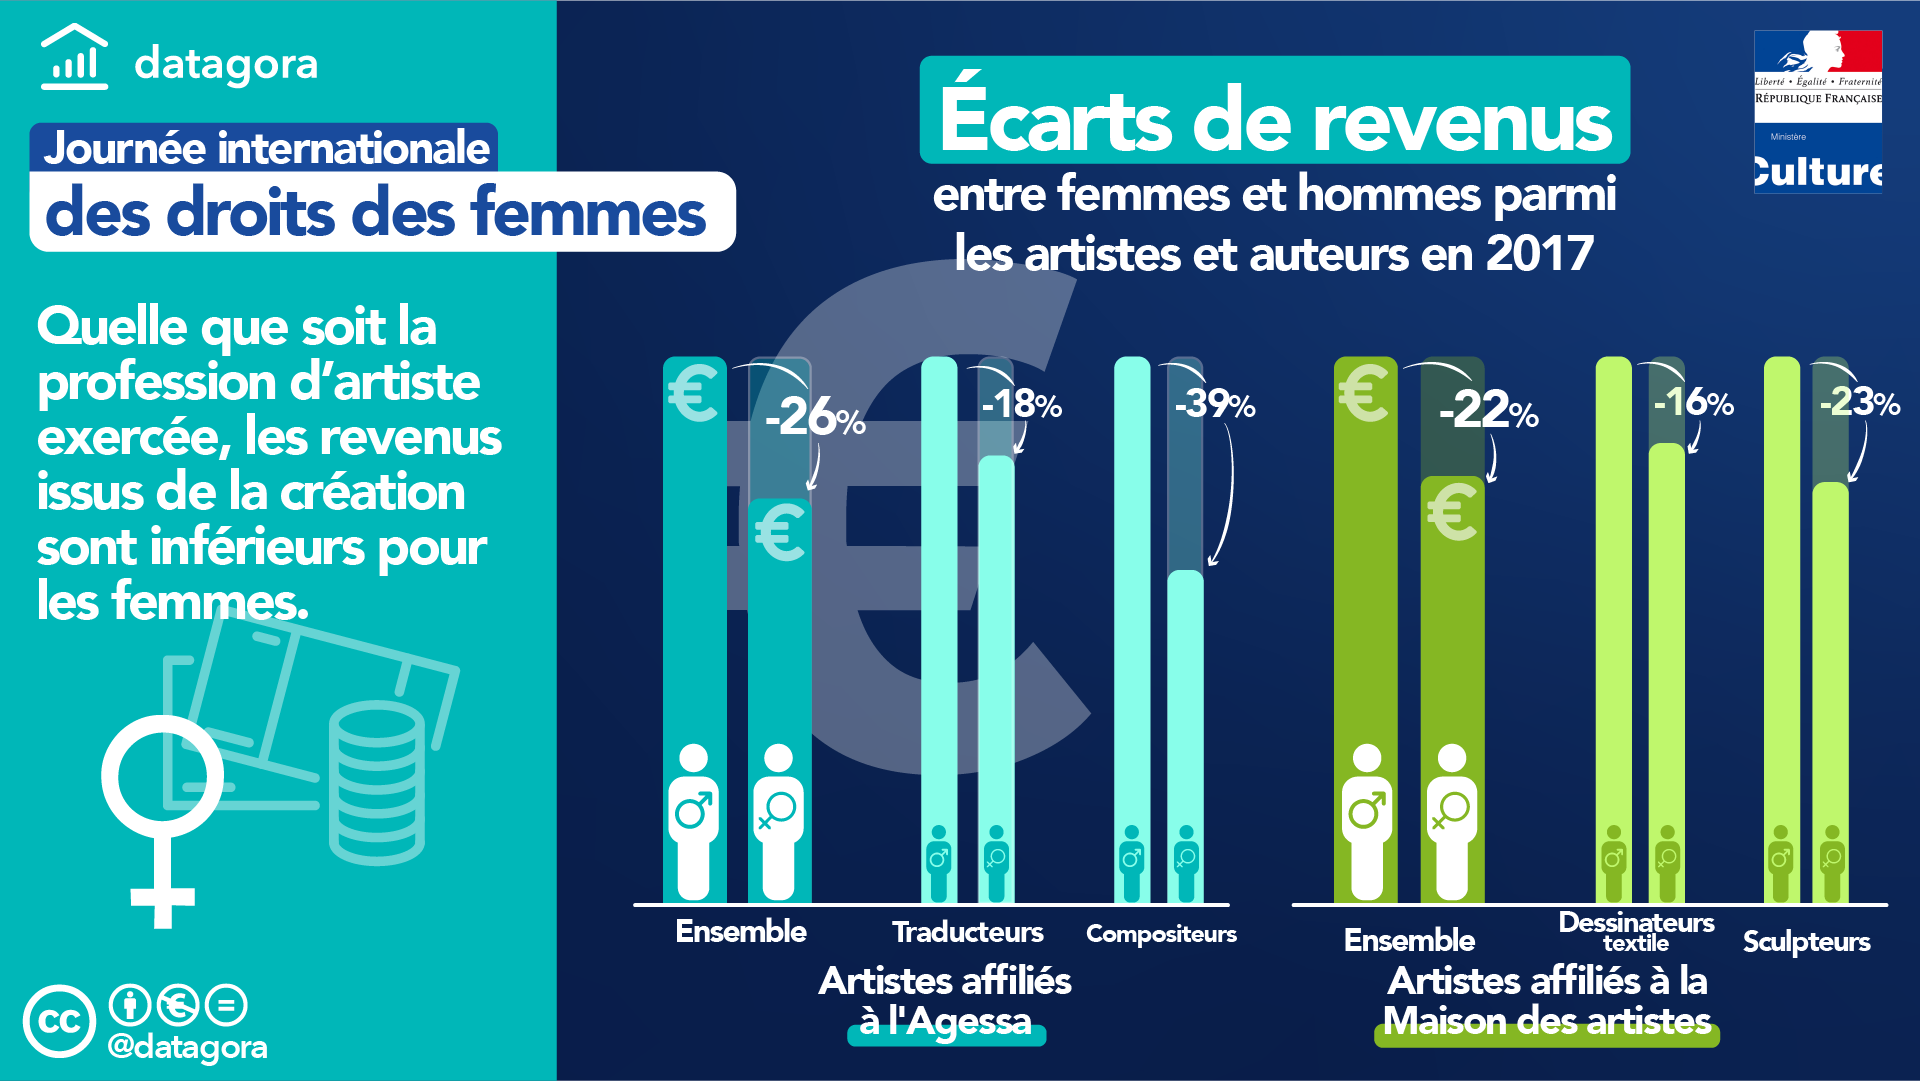 datagora
Journée internationale
des droits des femmes
Quelle que soit la
profession d’artiste
exercée, les revenus
issus de la création
sont inférieurs pour
les femmes.
cc
@datagora
Écarts de revenus
entre femmes et hommes parmi
les artistes et auteurs en 2017
Liberté • Égalité • Fraternité
RÉPUBLIQUE FRANÇAISE
Ministère
Culture
€
€
-26%
-18%
-39%
€
€
-22%
-16%
-23%
Ensemble
Traducteurs
Compositeurs
Artistes affiliés
à l'Agessa
Ensemble
Dessinateurs
textile
Sculpteurs
Artistes affiliés à la
Maison des artistes